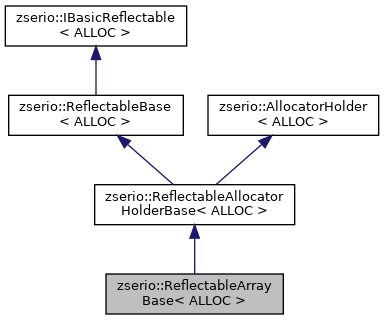 zserio::IBasicReflectable
< ALLOC >
zserio::ReflectableBase
< ALLOC >
zserio::AllocatorHolder
< ALLOC >
zserio::ReflectableAllocator
HolderBase< ALLOC >
zserio::ReflectableArray
Base< ALLOC >